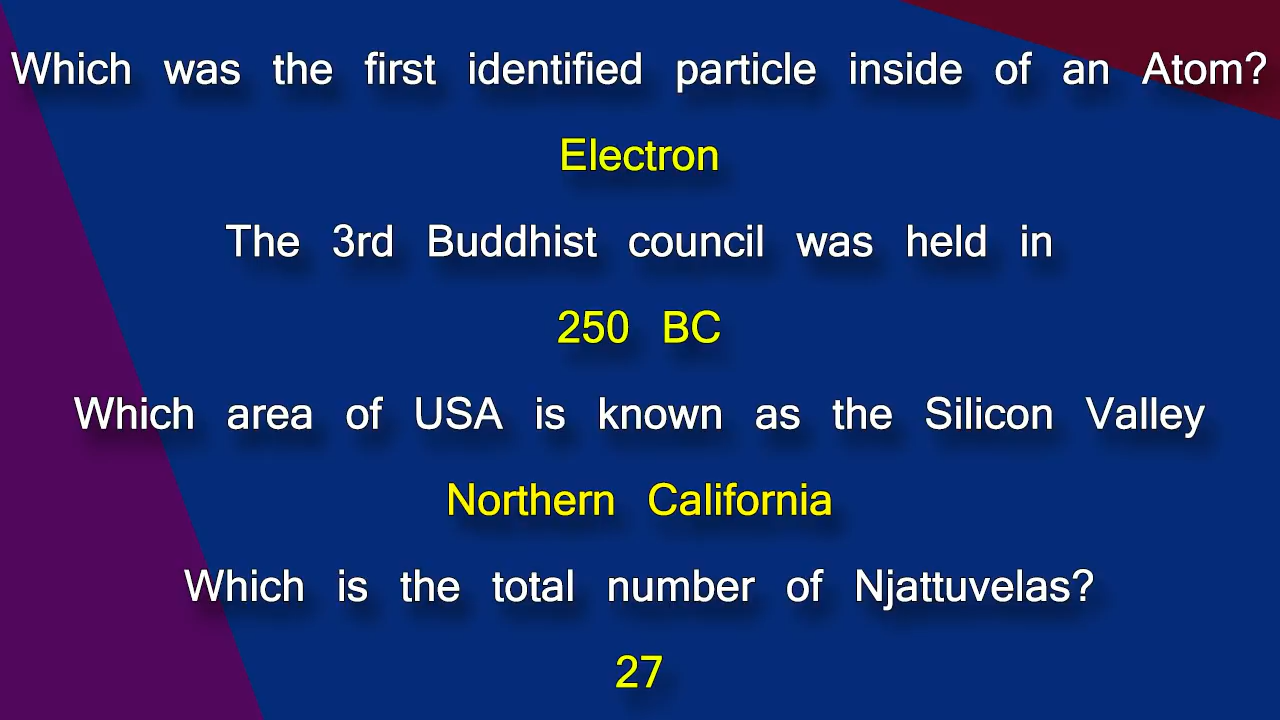 Which was the first identified particle inside of an Atom?
Electron
The 3rd Buddhist council was held in
250 BC
Which area of USA is known as the Silicon Valley
Northern California
Which is the total number of Njattuvelas?
27